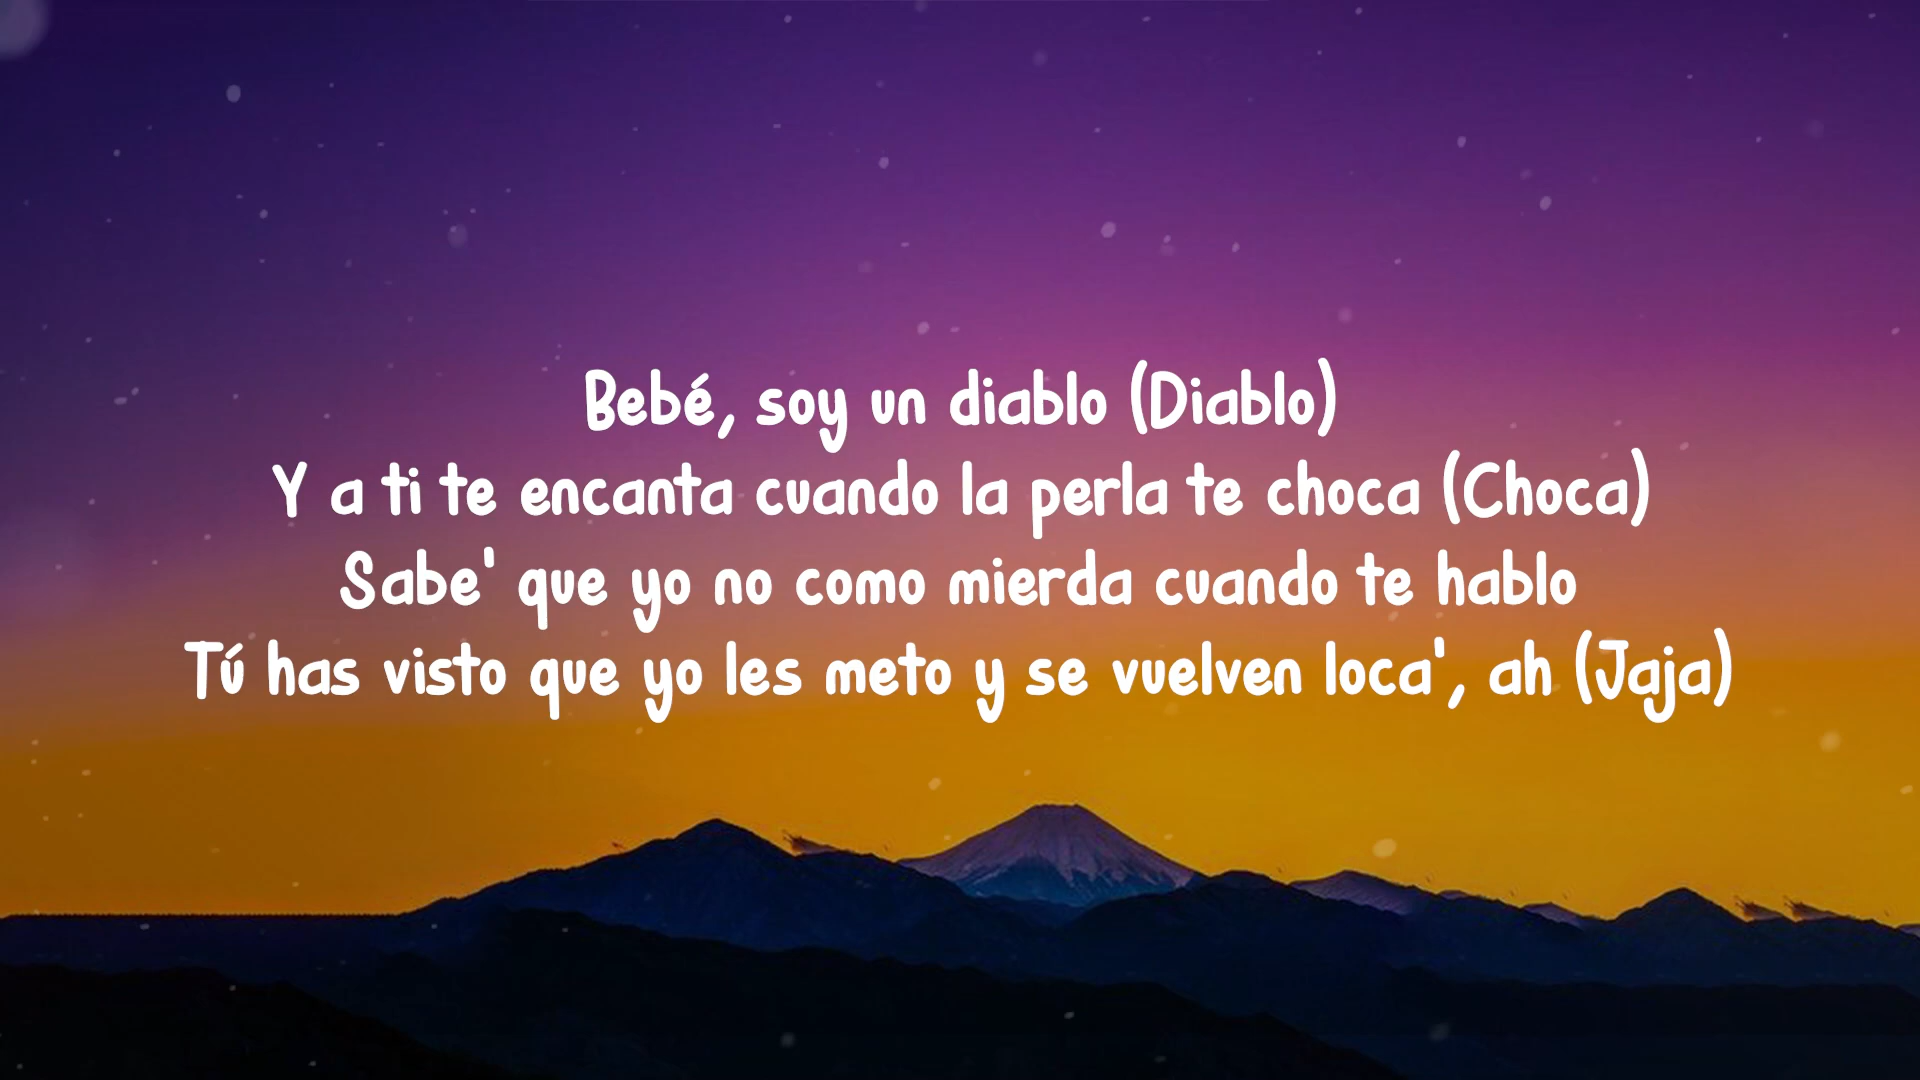 Bebé, soy un diablo (Diablo)
Y a ti te encanta cuando la perla te choca (Choca)
Sabe' que yo no como mierda cuando te hablo
Tú has visto que yo les meto y se vuelven loca', ah (Jaja)